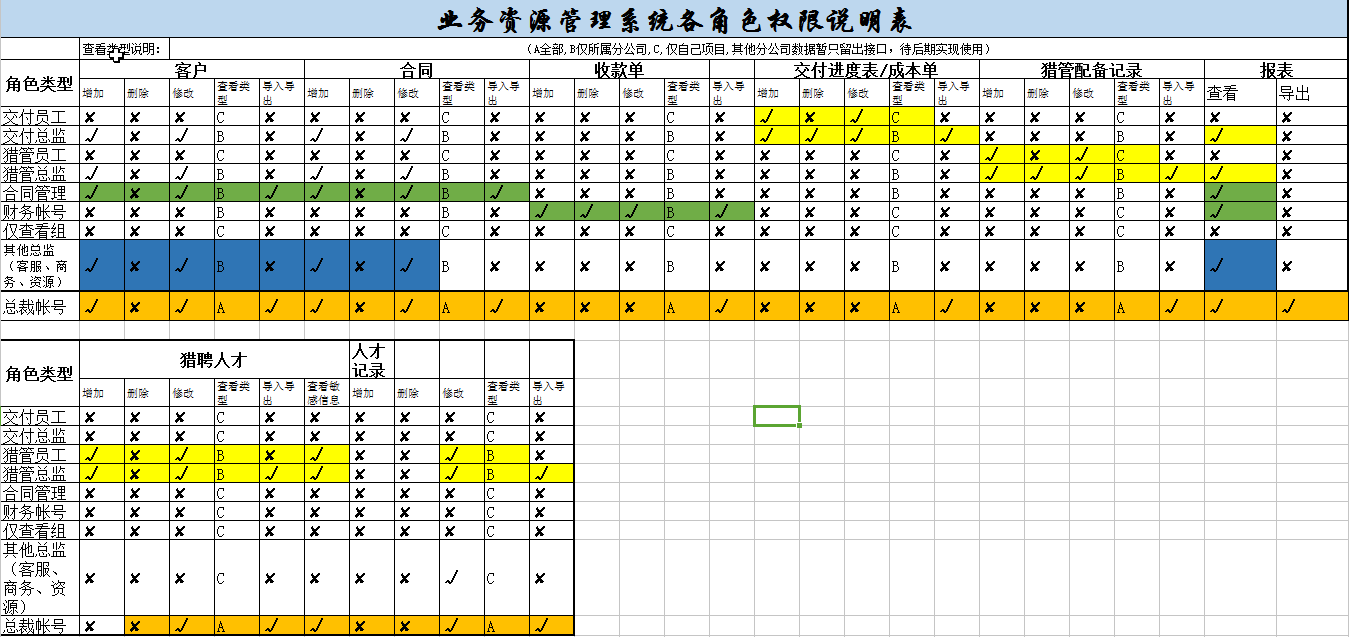 业务资源管理系统各角色权限说明表
查看类型说明： （A全部,B仅所属分公司,C,仅自己项目,其他分公司数据暂只留出接口，待后期实现使用）
角色类型 客户 合同 收款单 交付进度表/成本单 猎管配备记录 报表
增加 删除 修改 查看类型 导入导出 增加 删除 修改 查看类型 导入导出 增加 删除 修改 查看类型 导入导出 增加 删除 修改 查看类型 导入导出 增加 删除 修改 查看类型 导入导出 查看 导出
交付员工 ✘ ✘ ✘ C ✘ ✘ ✘ ✘ C ✘ ✘ ✘ ✘ C ✘ √ ✘ √ C ✘ ✘ ✘ ✘ C ✘ ✘ ✘
交付总监 √ ✘ √ B ✘ √ ✘ √ B ✘ ✘ ✘ ✘ B ✘ √ √ √ B √ ✘ ✘ ✘ B ✘ √ ✘
猎管员工 ✘ ✘ ✘ C ✘ ✘ ✘ ✘ C ✘ ✘ ✘ ✘ C ✘ ✘ ✘ ✘ C ✘ √ ✘ √ C ✘ ✘ ✘
猎管总监 √ ✘ √ B ✘ √ ✘ √ B ✘ ✘ ✘ ✘ B ✘ ✘ ✘ ✘ B ✘ √ √ √ B √ √ ✘
合同管理 √ ✘ √ B √ √ ✘ √ B √ ✘ ✘ ✘ B ✘ ✘ ✘ ✘ B ✘ ✘ ✘ ✘ B ✘ √ ✘
财务帐号 ✘ ✘ ✘ B ✘ ✘ ✘ ✘ B ✘ √ √ √ B √ ✘ ✘ ✘ C ✘ ✘ ✘ ✘ C ✘ √ ✘
仅查看组 ✘ ✘ ✘ C ✘ ✘ ✘ ✘ C ✘ ✘ ✘ ✘ C ✘ ✘ ✘ ✘ C ✘ ✘ ✘ ✘ C ✘ ✘ ✘
其他总监
（客服、商
务、资源） √ ✘ √ B ✘ √ ✘ √ B ✘ ✘ ✘ ✘ B ✘ ✘ ✘ ✘ B ✘ ✘ ✘ ✘ B ✘ √ ✘
总裁帐号 √ ✘ √ A √ √ ✘ √ A √ ✘ ✘ ✘ A √ ✘ ✘ ✘ A √ ✘ ✘ ✘ A √ √ √
角色类型 猎聘人才 人才记录
增加 删除 修改 查看类型 导入导出 查看敏感信息 增加 删除 修改 查看类型 导入导出
交付员工 ✘ ✘ ✘ C ✘ ✘ ✘ ✘ ✘ C ✘
交付总监 ✘ ✘ ✘ C ✘ ✘ ✘ ✘ ✘ C ✘
猎管员工 √ ✘ √ B ✘ √ ✘ ✘ √ B ✘
猎管总监 √ ✘ √ B √ √ ✘ ✘ √ B √
合同管理 ✘ ✘ ✘ C ✘ ✘ ✘ ✘ ✘ C ✘
财务帐号 ✘ ✘ ✘ C ✘ ✘ ✘ ✘ ✘ C ✘
仅查看组 ✘ ✘ ✘ C ✘ ✘ ✘ ✘ ✘ C ✘
其他总监
（客服、
商务、资
源） ✘ ✘ ✘ C ✘ ✘ ✘ ✘ √ C ✘
总裁帐号 ✘ ✘ √ A √ √ ✘ ✘ √ A √